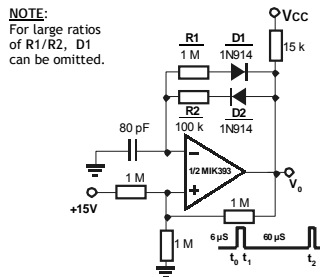 NOTE:
For large ratios
of R1/R2, D1
can be omitted.
VCC
15 k
R1
1 M
D1
1N914
R2
100 k
D2
1N914
80 pF
1/2 MIK393
1 M
+15V
V0
1 M
1 M
6 µS
60 µS
t0 t1
t2